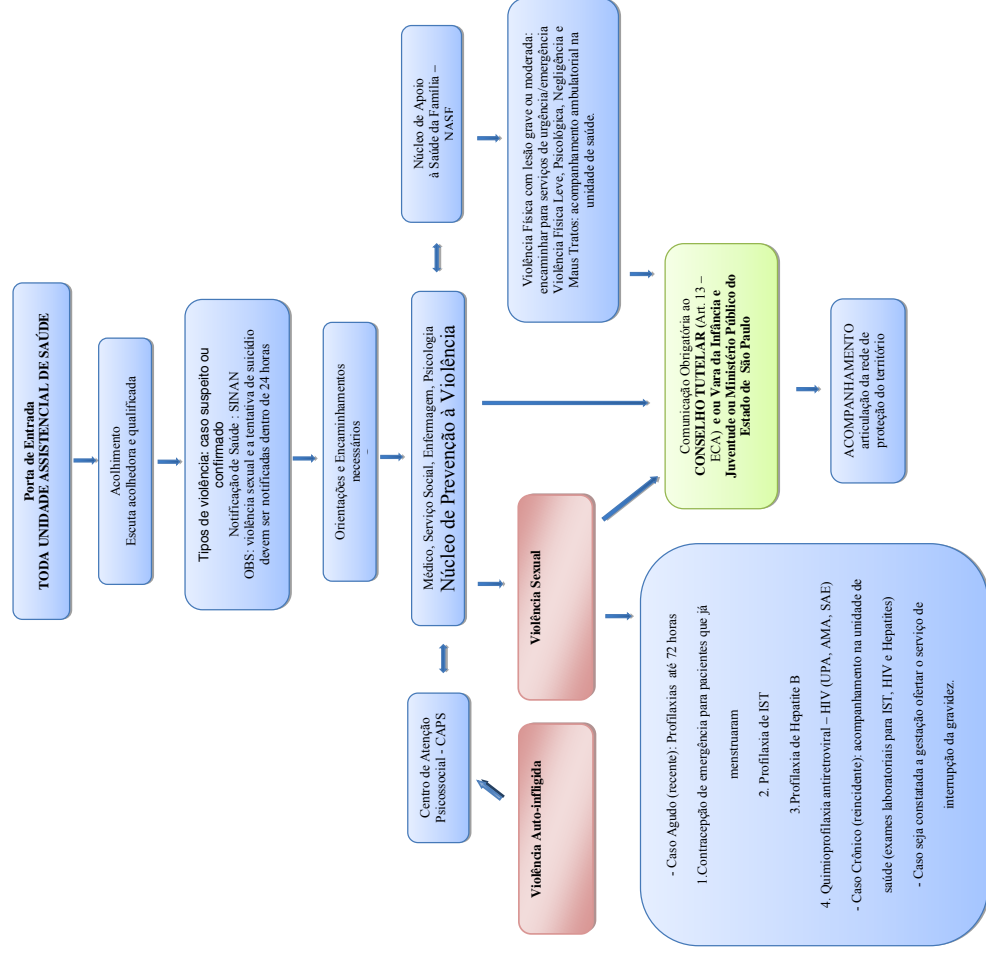 Porta de Entrada
TODA UNIDADE ASSISTENCIAL DE SAÚDE
Acolhimento
Escuta acolhedora e qualificada
Tipos de violência: caso suspeito ou
confirmado
Notificação de Saúde : SINAN
OBS: violência sexual e a tentativa de suicídio
devem ser notificadas dentro de 24 horas
Orientações e Encaminhamentos
necessários
Centro de Atenção
Psicossocial - CAPS
Médico, Serviço Social, Enfermagem, Psicologia
Núcleo de Prevenção à Violência
Núcleo de Apoio
à Saúde da Família –
NASF
Violência Auto-infligida
Violência Sexual
Violência Física com lesão grave ou moderada:
encaminhar para serviços de urgência/emergência
Violência Física Leve, Psicológica, Negligência e
Maus Tratos: acompanhamento ambulatorial na
unidade de saúde.
- Caso Agudo (recente): Profilaxias até 72 horas
1.Contracepção de emergência para pacientes que já
menstruaram
2. Profilaxia de IST
3.Profilaxia de Hepatite B
4. Quimioprofilaxia antiretroviral – HIV (UPA, AMA, SAE)
- Caso Crônico (reincidente): acompanhamento na unidade de
saúde (exames laboratoriais para IST, HIV e Hepatites)
- Caso seja constatada a gestação ofertar o serviço de
interrupção da gravidez.
Comunicação Obrigatória ao
CONSELHO TUTELAR (Art. 13 –
ECA) e ou Vara da Infância e
Juventude ou Ministério Público do
Estado de São Paulo
ACOMPANHAMENTO
articulação da rede de
proteção do território